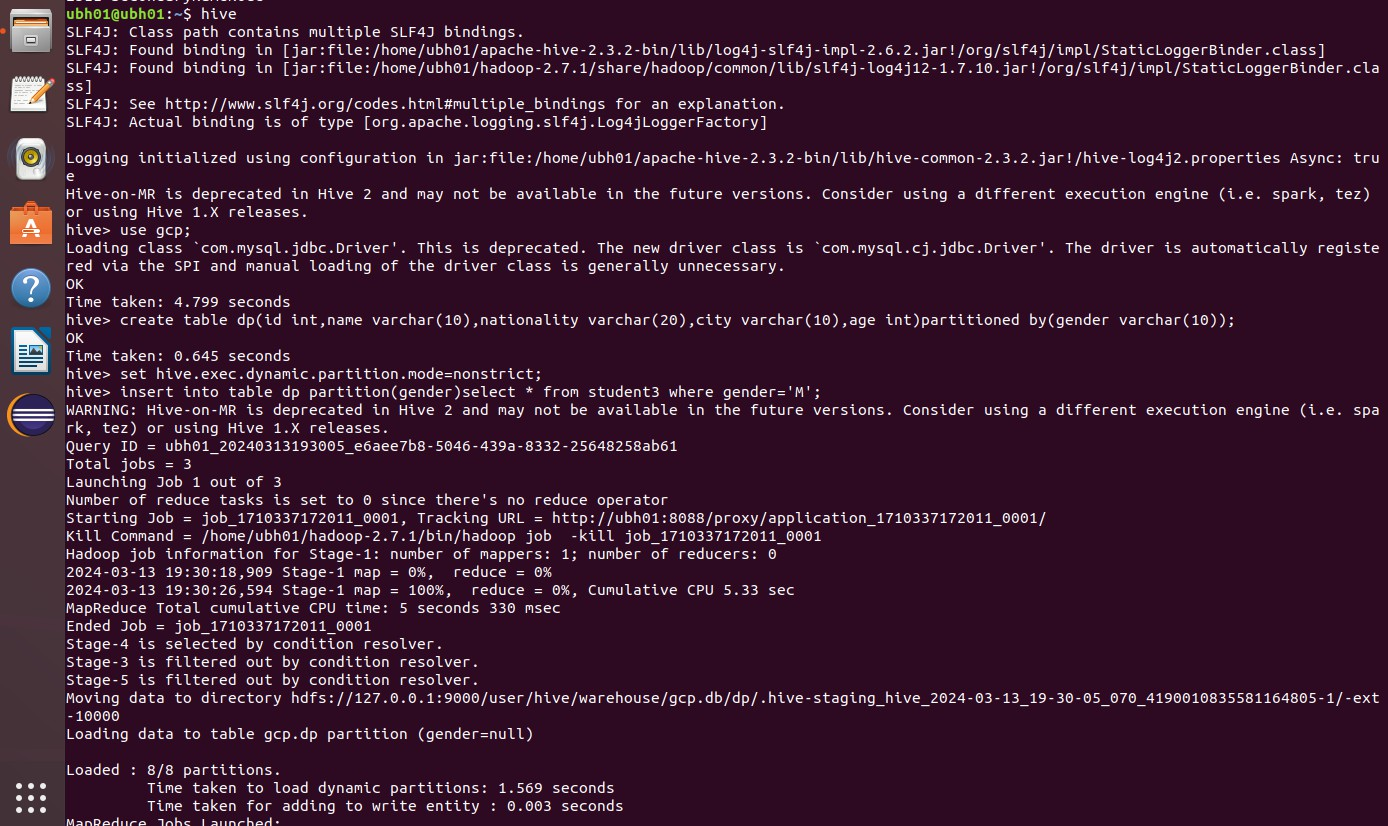 ubh01@ubh01:~$ hive
SLF4J: Class path contains multiple SLF4J bindings.
SLF4J: Found binding in [jar:file:/home/ubh01/apache-hive-2.3.2-bin/lib/log4j-slf4j-impl-2.6.2.jar!/org/slf4j/impl/StaticLoggerBinder.class]
SLF4J: Found binding in [jar:file:/home/ubh01/hadoop-2.7.1/share/hadoop/common/lib/slf4j-log4j12-1.7.10.jar!/org/slf4j/impl/StaticLoggerBinder.cla
ss]
SLF4J: See http://www.slf4j.org/codes.html#multiple_bindings for an explanation.
SLF4J: Actual binding is of type [org.apache.logging.slf4j.Log4jLoggerFactory]

Logging initialized using configuration in jar:file:/home/ubh01/apache-hive-2.3.2-bin/lib/hive-common-2.3.2.jar!/hive-log4j2.properties Async: tru
e
Hive-on-MR is deprecated in Hive 2 and may not be available in the future versions. Consider using a different execution engine (i.e. spark, tez)
or using Hive 1.X releases.
hive> use gcp;
Loading class `com.mysql.jdbc.Driver'. This is deprecated. The new driver class is `com.mysql.cj.jdbc.Driver'. The driver is automatically registe
red via the SPI and manual loading of the driver class is generally unnecessary.
OK
Time taken: 4.799 seconds
hive> create table dp(id int,name varchar(10),nationality varchar(20),city varchar(10),age int)partitioned by(gender varchar(10));
OK
Time taken: 0.645 seconds
hive> set hive.exec.dynamic.partition.mode=nonstrict;
hive> insert into table dp partition(gender)select * from student3 where gender='M';
WARNING: Hive-on-MR is deprecated in Hive 2 and may not be available in the future versions. Consider using a different execution engine (i.e. spa
rk, tez) or using Hive 1.X releases.
Query ID = ubh01_20240313193005_e6aee7b8-5046-439a-8332-25648258ab61
Total jobs = 3
Launching Job 1 out of 3
Number of reduce tasks is set to 0 since there's no reduce operator
Starting Job = job_1710337172011_0001, Tracking URL = http://ubh01:8088/proxy/application_1710337172011_0001/
Kill Command = /home/ubh01/hadoop-2.7.1/bin/hadoop job  -kill job_1710337172011_0001
Hadoop job information for Stage-1: number of mappers: 1; number of reducers: 0
2024-03-13 19:30:18,909 Stage-1 map = 0%,  reduce = 0%
2024-03-13 19:30:26,594 Stage-1 map = 100%,  reduce = 0%, Cumulative CPU 5.33 sec
MapReduce Total cumulative CPU time: 5 seconds 330 msec
Ended Job = job_1710337172011_0001
Stage-4 is selected by condition resolver.
Stage-3 is filtered out by condition resolver.
Stage-5 is filtered out by condition resolver.
Moving data to directory hdfs://127.0.0.1:9000/user/hive/warehouse/gcp.db/dp/.hive-staging_hive_2024-03-13_19-30-05_070_4190010835581164805-1/-ext
-10000
Loading data to table gcp.dp partition (gender=null)

Loaded : 8/8 partitions.
         Time taken to load dynamic partitions: 1.569 seconds
         Time taken for adding to write entity : 0.003 seconds
MapReduce Jobs Launched: